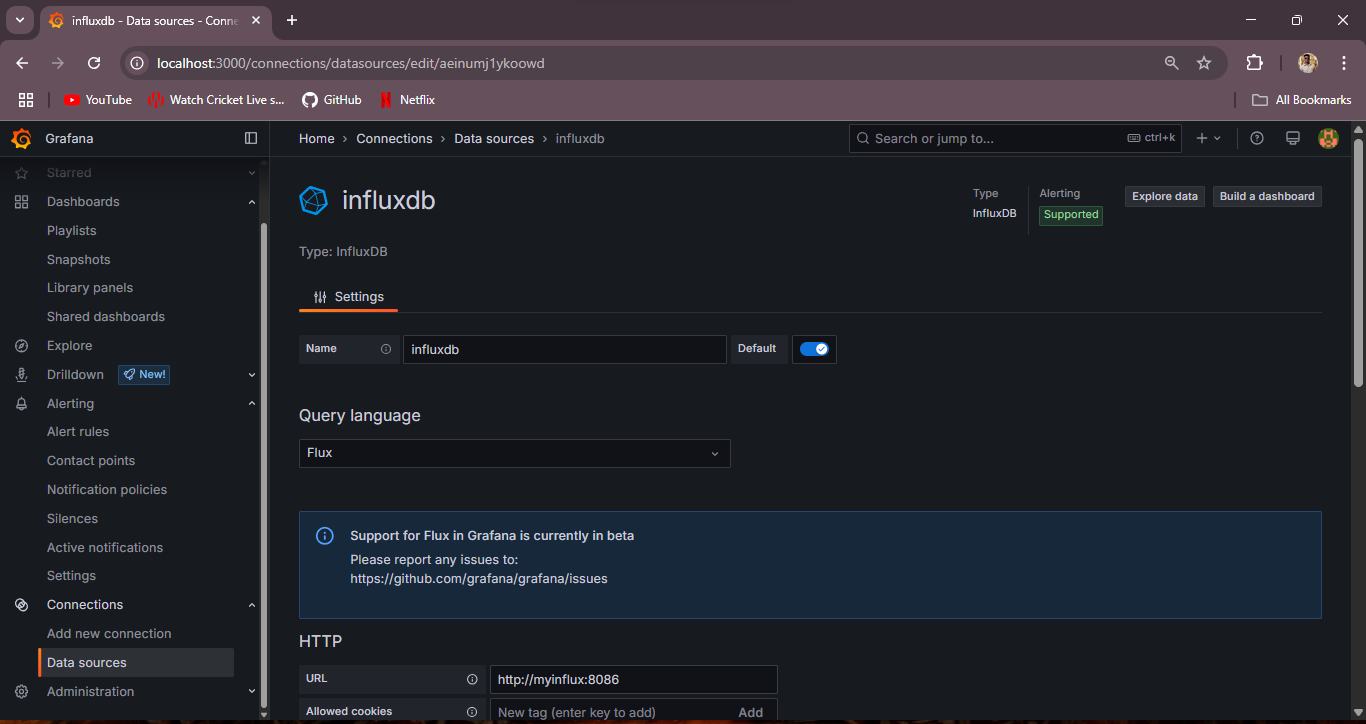 influxdb - Data sources - Conne
localhost:3000/connections/datasources/edit/aeinumj1ykoowd
YouTube
Watch Cricket Live s...
GitHub
Netflix
All Bookmarks
Grafana
Home › Connections › Data sources › influxdb
Search or jump to...
ctrl+k
Starred
Dashboards
Playlists
Snapshots
Library panels
Shared dashboards
Explore
Drilldown
New!
Alerting
Alert rules
Contact points
Notification policies
Silences
Active notifications
Settings
Connections
Add new connection
Data sources
Administration
influxdb
Type
InfluxDB
Alerting
Supported
Explore data
Build a dashboard
Type: InfluxDB
Settings
Name
influxdb
Default
Query language
Flux
Support for Flux in Grafana is currently in beta
Please report any issues to:
https://github.com/grafana/grafana/issues
HTTP
URL
http://myinflux:8086
Allowed cookies
New tag (enter key to add)
Add